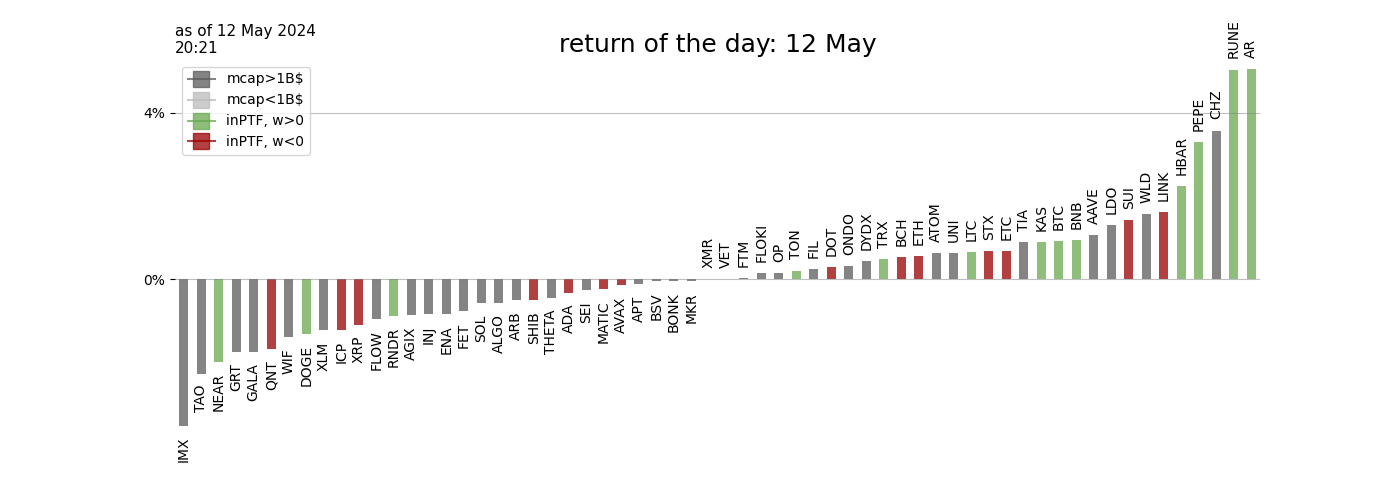 as of 12 May 2024
20:21
return of the day: 12 May
mcap>1B$
mcap<1B$
inPTF, w>0
inPTF, w<0
4%
0%
IMX
TAO
NEAR
GRT
GALA
QNT
WIF
DOGE
XLM
ICP
XRP
FLOW
RNDR
AGIX
INJ
ENA
FET
SOL
ALGO
ARB
SHIB
THETA
ADA
SEI
MATIC
AVAX
APT
BSV
BONK
MKR
XMR
VET
FTM
FLOKI
OP
TON
FIL
DOT
ONDO
DYDX
TRX
BCH
ETH
ATOM
UNI
LTC
STX
ETC
TIA
KAS
BTC
BNB
AAVE
LDO
SUI
WLD
LINK
HBAR
PEPE
CHZ
RUNE
AR